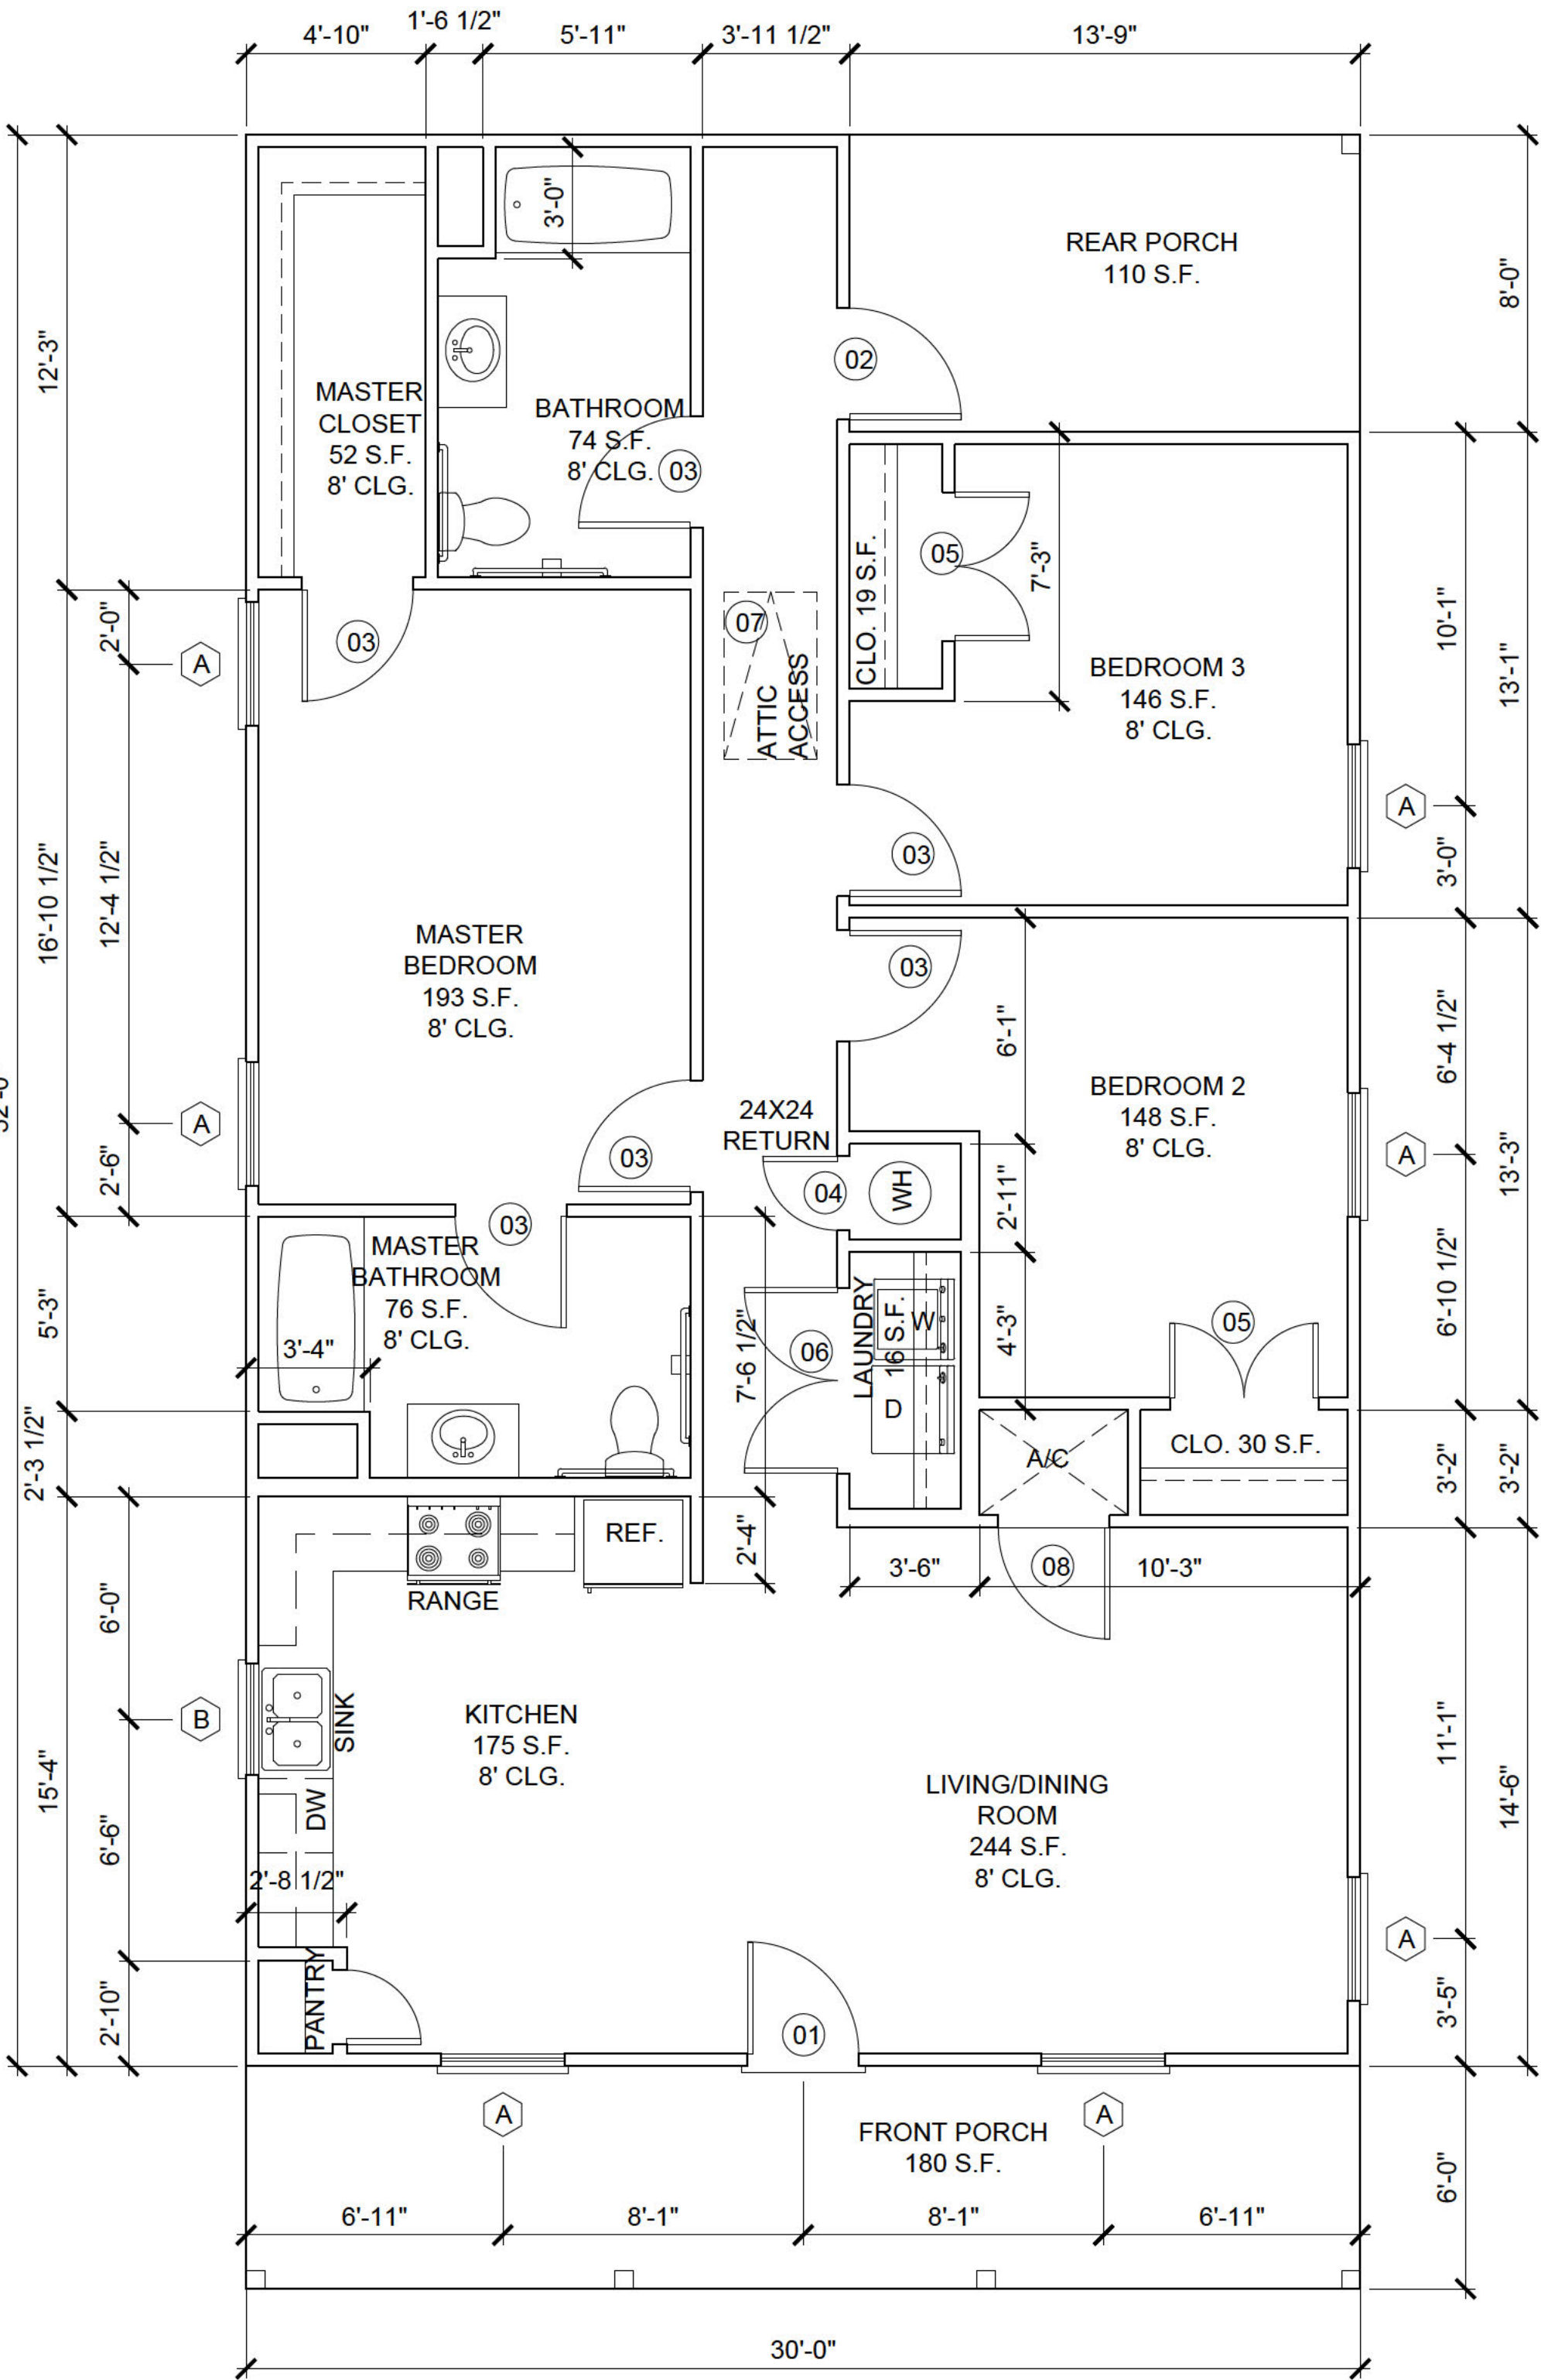 4'-10"
1'-6 1/2"
5'-11"
3'-11 1/2"
13'-9"
3'-0"
REAR PORCH
110 S.F.
8'-0"
12'-3"
02
MASTER
CLOSET
52 S.F.
8' CLG.
BATHROOM
74 S.F.
8' CLG.
03
CLO. 19 S.F.
05
7'-3"
10'-1"
13'-1"
2'-0"
A
03
07
ATTIC
ACCESS
BEDROOM 3
146 S.F.
8' CLG.
A
3'-0"
03
16'-10 1/2"
12'-4 1/2"
MASTER
BEDROOM
193 S.F.
8' CLG.
03
6'-1"
6'-4 1/2"
BEDROOM 2
148 S.F.
8' CLG.
A
A
24X24
RETURN
2'-6"
03
04
WH
2'-11"
13'-3"
03
MASTER
BATHROOM
76 S.F.
8' CLG.
5'-3"
3'-4"
7'-6 1/2"
06
LAUNDRY
16 S.F.
W
D
4'-3"
05
6'-10 1/2"
2'-3 1/2"
A/C
CLO. 30 S.F.
3'-2"
3'-2"
REF.
RANGE
2'-4"
3'-6"
08
10'-3"
6'-0"
B
SINK
KITCHEN
175 S.F.
8' CLG.
11'-1"
15'-4"
14'-6"
DW
LIVING/DINING
ROOM
244 S.F.
8' CLG.
6'-6"
2'-8 1/2"
A
PANTRY
2'-10"
01
3'-5"
A
A
FRONT PORCH
180 S.F.
6'-0"
6'-11"
8'-1"
8'-1"
6'-11"
30'-0"